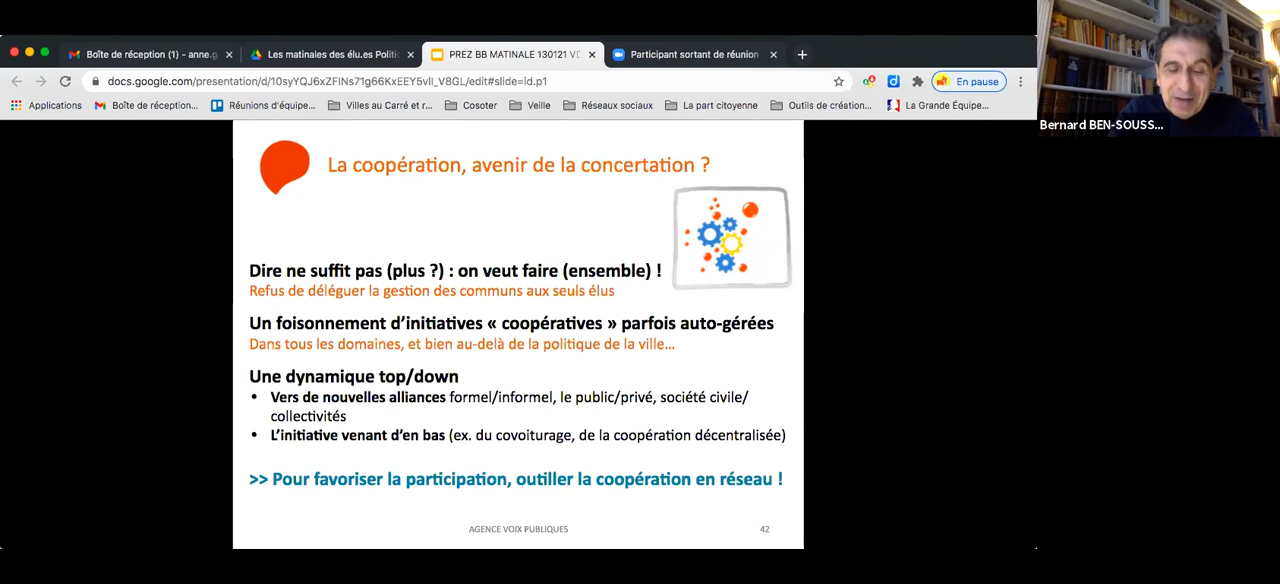 Boîte de réception (1) - anne.g
Les matinales des élu.es Politic
PREZ BB MATINALE 130121 VD
Participant sortant de réunion
docs.google.com/presentation/d/10syYQJ6xZFINs71g66KxEEY5vlI_V8GL/edit#slide=id.p1
En pause
Applications
Boîte de réception...
Réunions d'équipe...
Villes au Carré et r...
Cosoter
Veille
Réseaux sociaux
La part citoyenne
Outils de création...
La Grande Équipe...
Bernard BEN-SOUSS...
La coopération, avenir de la concertation ?
Dire ne suffit pas (plus ?) : on veut faire (ensemble) !
Refus de déléguer la gestion des communs aux seuls élus
Un foisonnement d'initiatives « coopératives » parfois auto-gérées
Dans tous les domaines, et bien au-delà de la politique de la ville...
Une dynamique top/down
• Vers de nouvelles alliances formel/informel, le public/privé, société civile/
collectivités
• L'initiative venant d'en bas (ex. du covoiturage, de la coopération décentralisée)
>> Pour favoriser la participation, outiller la coopération en réseau !
AGENCE VOIX PUBLIQUES
42